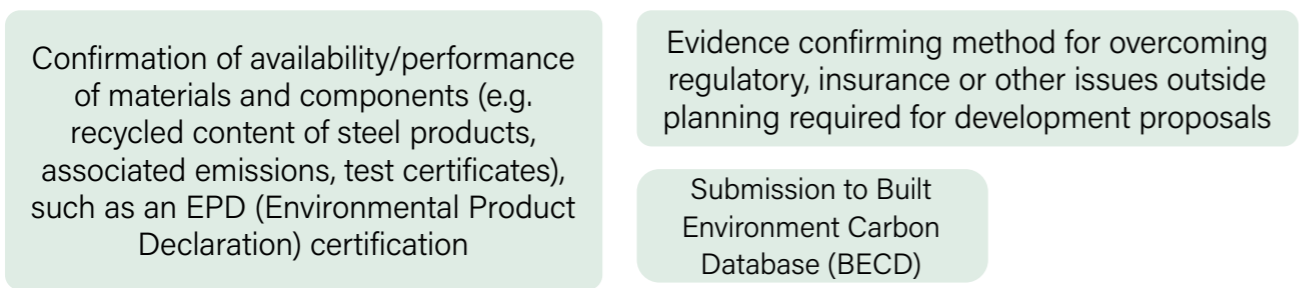 Confirmation of availability/performance
of materials and components (e.g.
recycled content of steel products,
associated emissions, test certificates),
such as an EPD (Environmental Product
Declaration) certification
Evidence confirming method for overcoming
regulatory, insurance or other issues outside
planning required for development proposals
Submission to Built
Environment Carbon
Database (BECD)